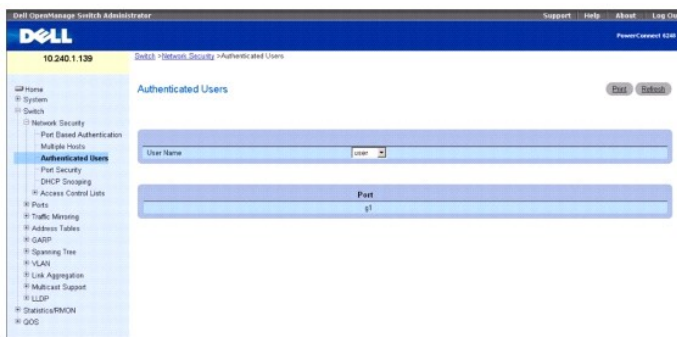 Dell OpenManage Switch Administrator
Support Help About Log Out
DELL
PowerConnect 6248
10.240.1.139
Switch > Network Security > Authenticated Users
Home
System
Switch
Network Security
Port Based Authentication
Multiple Hosts
Authenticated Users
Port Security
DHCP Snooping
Access Control Lists
Ports
Traffic Mirroring
Address Tables
GARP
Spanning Tree
VLAN
Link Aggregation
Multicast Support
LLDP
Statistics/RMON
QOS
Authenticated Users
Print Refresh
User Name user
Port
g1